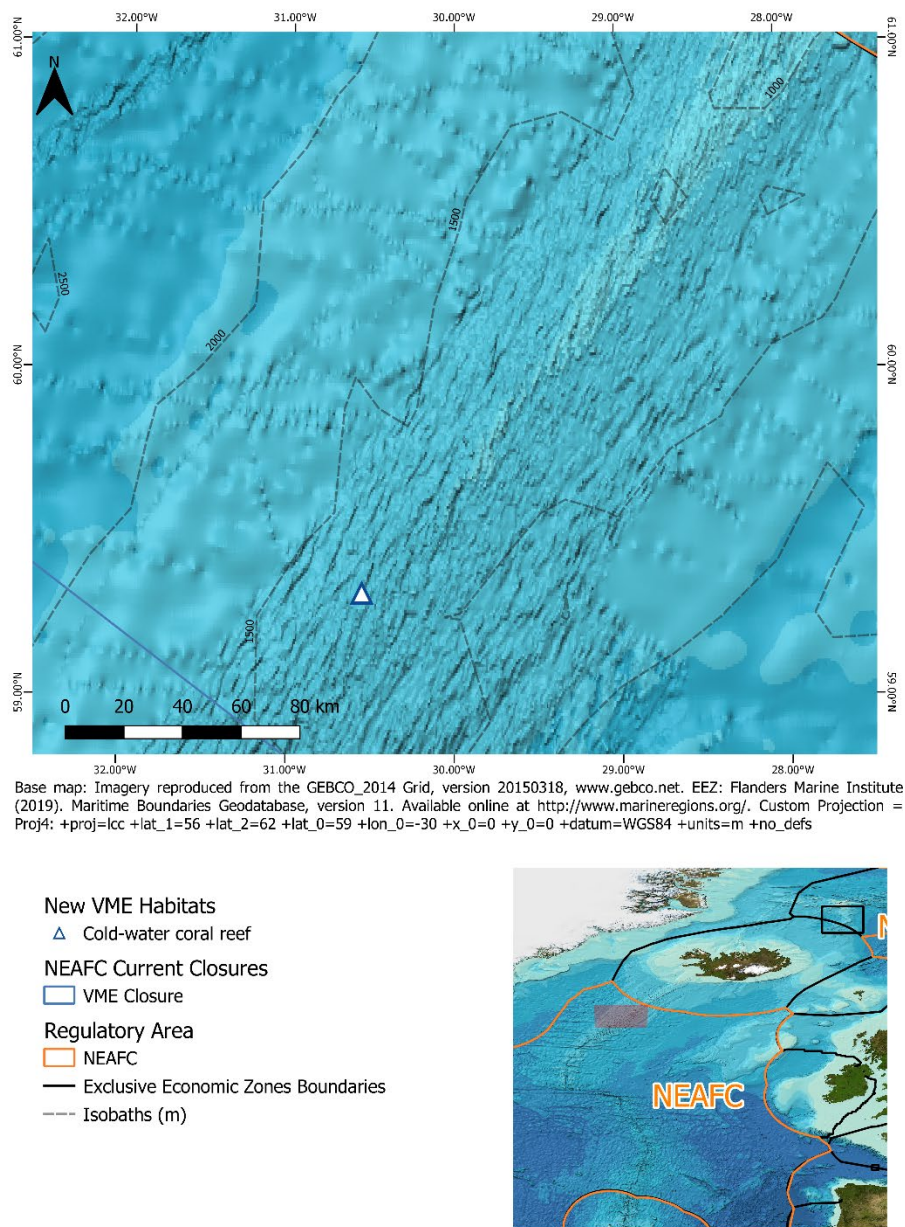 32.00°W 31.00°W 30.00°W 29.00°W 28.00°W
61.00°N 61.00°N
N
1000
1500
2500
2000
60.00°N 60.00°N
1500
59.00°N 59.00°N
0 20 40 60 80 km
32.00°W 31.00°W 30.00°W 29.00°W 28.00°W
Base map: Imagery reproduced from the GEBCO_2014 Grid, version 20150318, www.gebco.net. EEZ: Flanders Marine Institute
(2019). Maritime Boundaries Geodatabase, version 11. Available online at http://www.marineregions.org/. Custom Projection =
Proj4: +proj=lcc +lat_1=56 +lat_2=62 +lat_0=59 +lon_0=-30 +x_0=0 +y_0=0 +datum=WGS84 +units=m +no_defs
New VME Habitats
Cold-water coral reef
NEAFC Current Closures
VME Closure
Regulatory Area
NEAFC
Exclusive Economic Zones Boundaries
Isobaths (m)
N
NEAFC